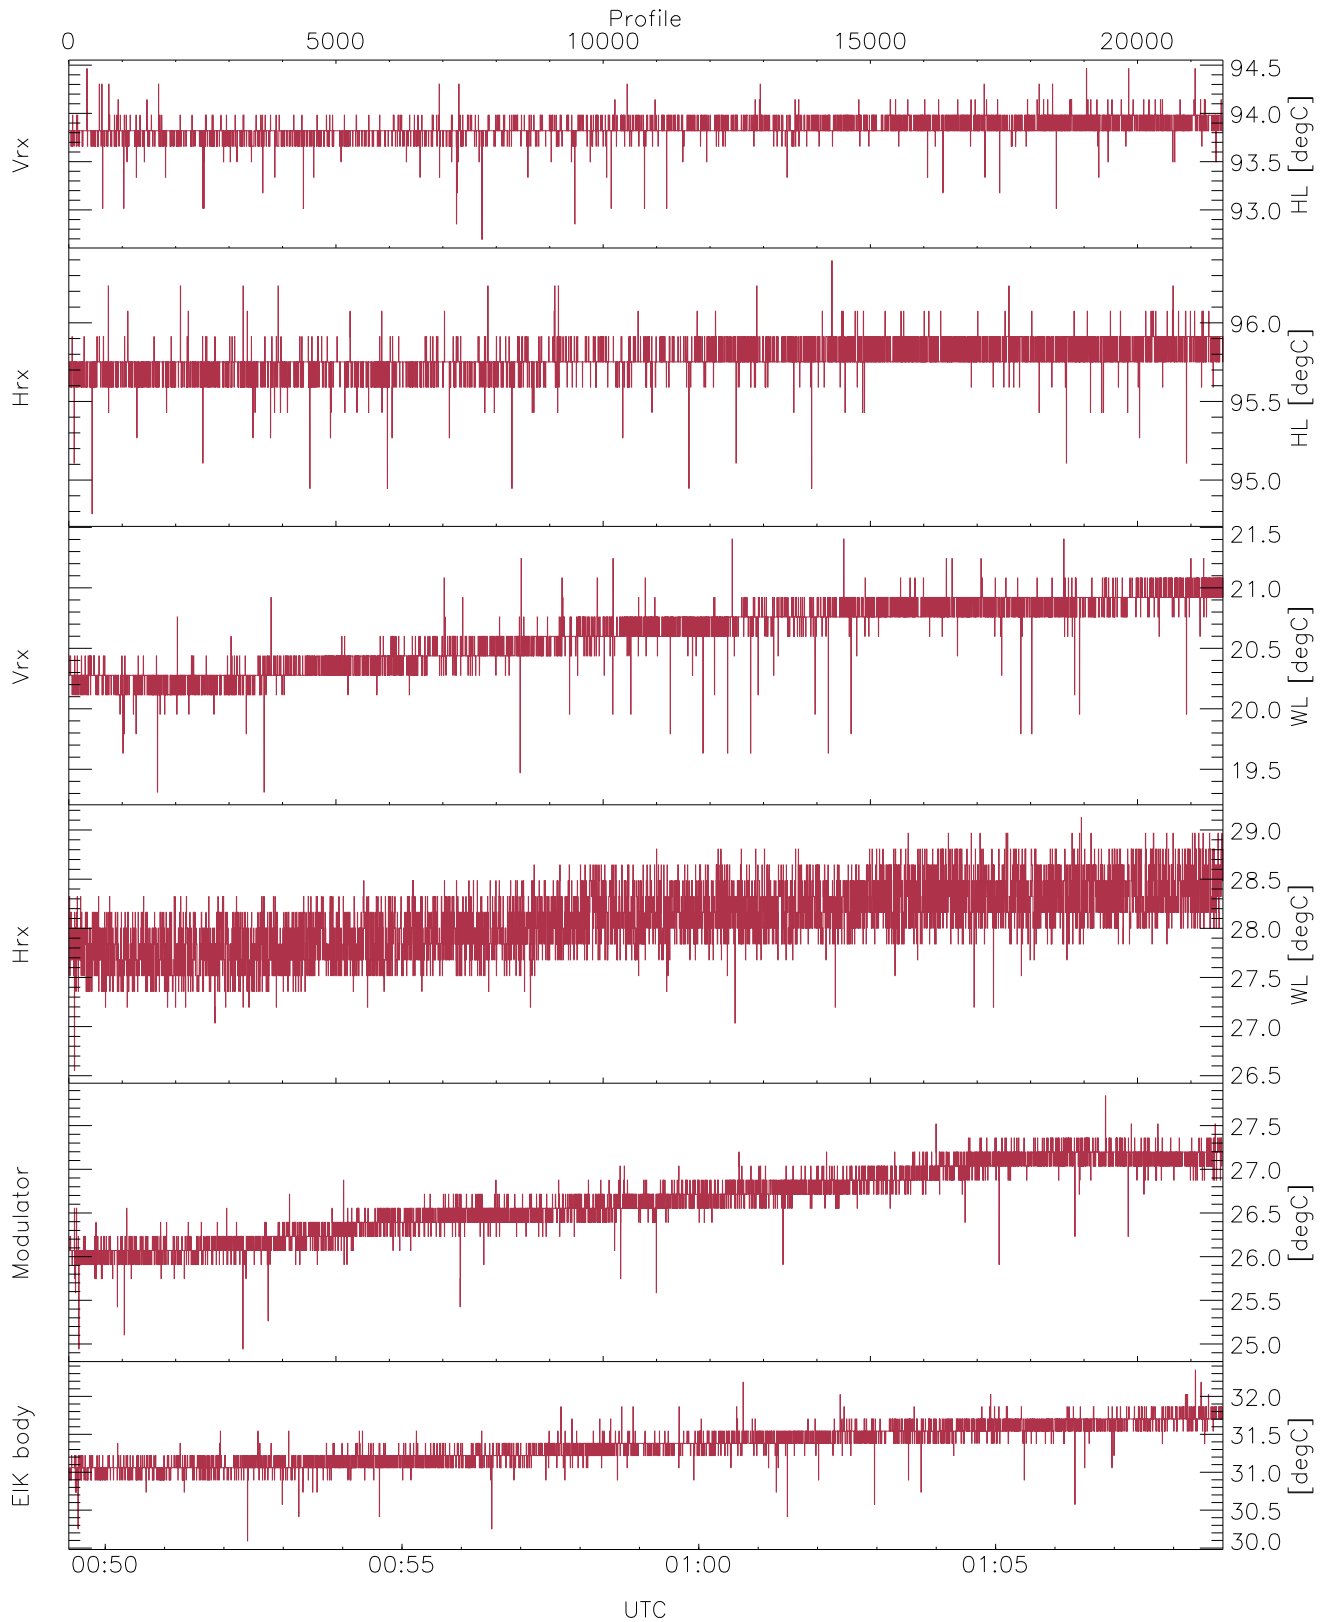 Profile
0 5000 10000 15000 20000
Vrx
94.5
94.0
93.5
93.0
HL [degC]
Hrx
96.0
95.5
95.0
HL [degC]
Vrx
21.5
21.0
20.5
20.0
19.5
WL [degC]
Hrx
29.0
28.5
28.0
27.5
27.0
26.5
WL [degC]
Modulator
27.5
27.0
26.5
26.0
25.5
25.0
[degC]
EIK body
32.0
31.5
31.0
30.5
30.0
[degC]
00:50 00:55 01:00 01:05
UTC